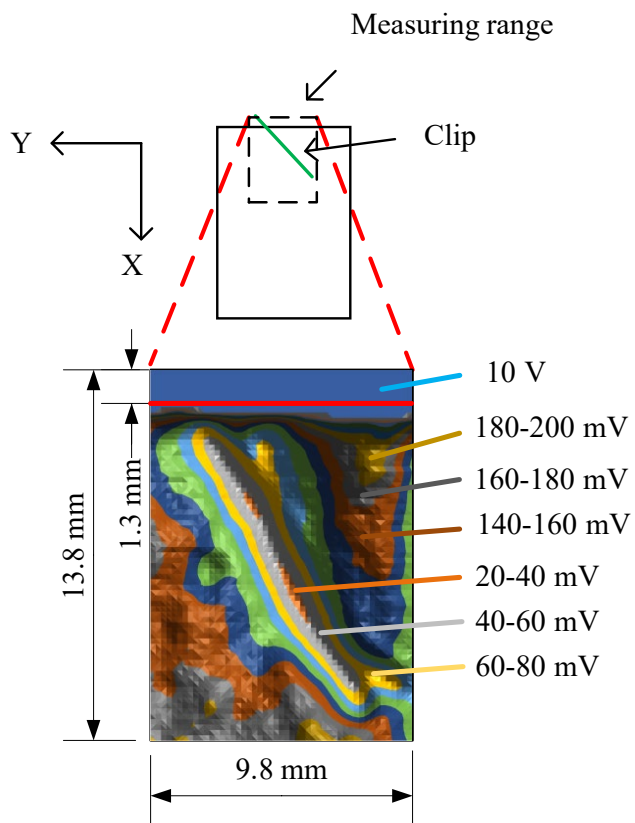 Measuring range
Y
Clip
X
10 V
180-200 mV
160-180 mV
140-160 mV
20-40 mV
40-60 mV
60-80 mV
1.3 mm
13.8 mm
9.8 mm